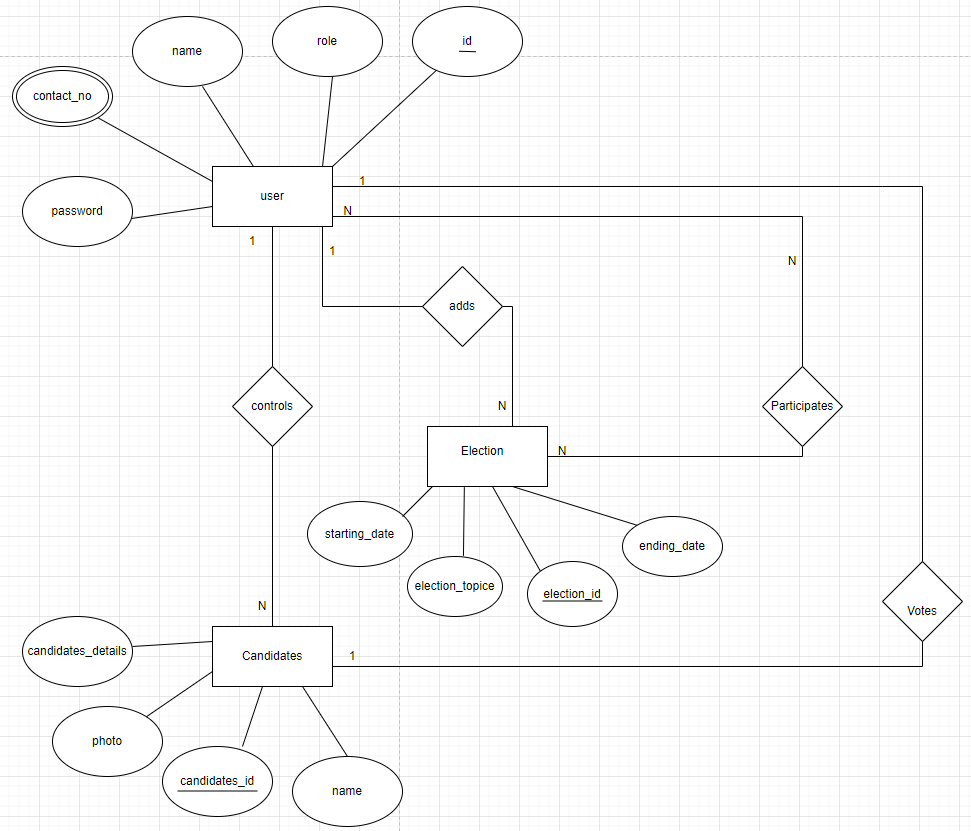 name
role
id
contact_no
password
user
1
N
1
1
N
adds
controls
Participates
N
Election
N
starting_date
election_topice
election_id
ending_date
N
Votes
candidates_details
Candidates
1
photo
candidates_id
name